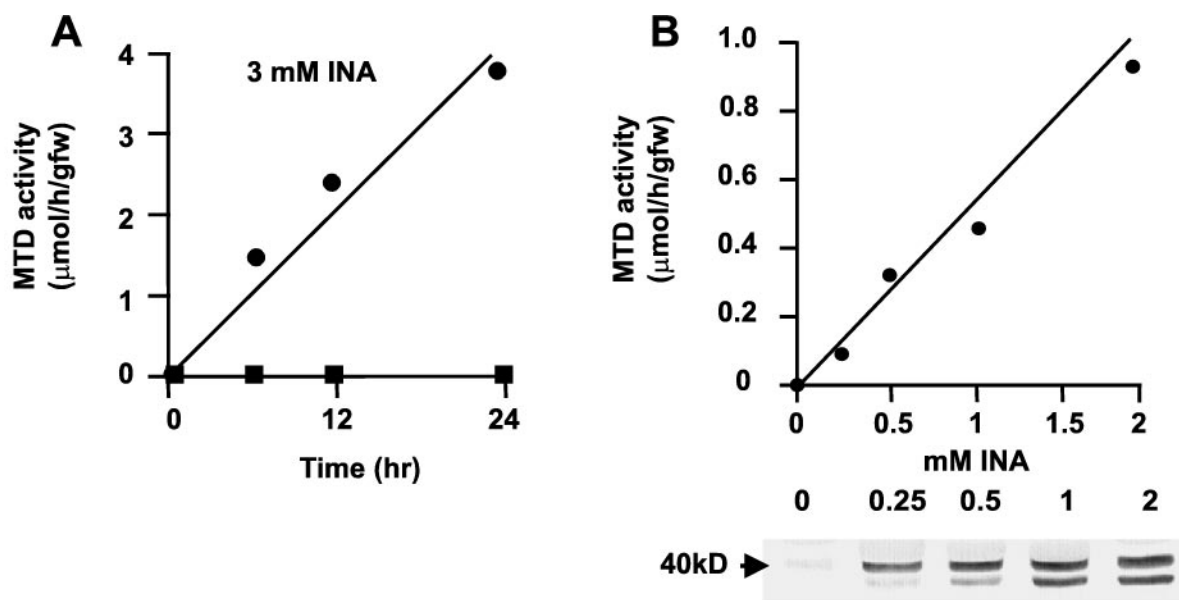 A
3 mM INA
MTD activity
(μmol/h/gfw)
4
3
2
1
0
0 12 24
Time (hr)
B
MTD activity
(μmol/h/gfw)
1.0
0.8
0.6
0.4
0.2
0
0 0.5 1 1.5 2
mM INA
0 0.25 0.5 1 2
40kD